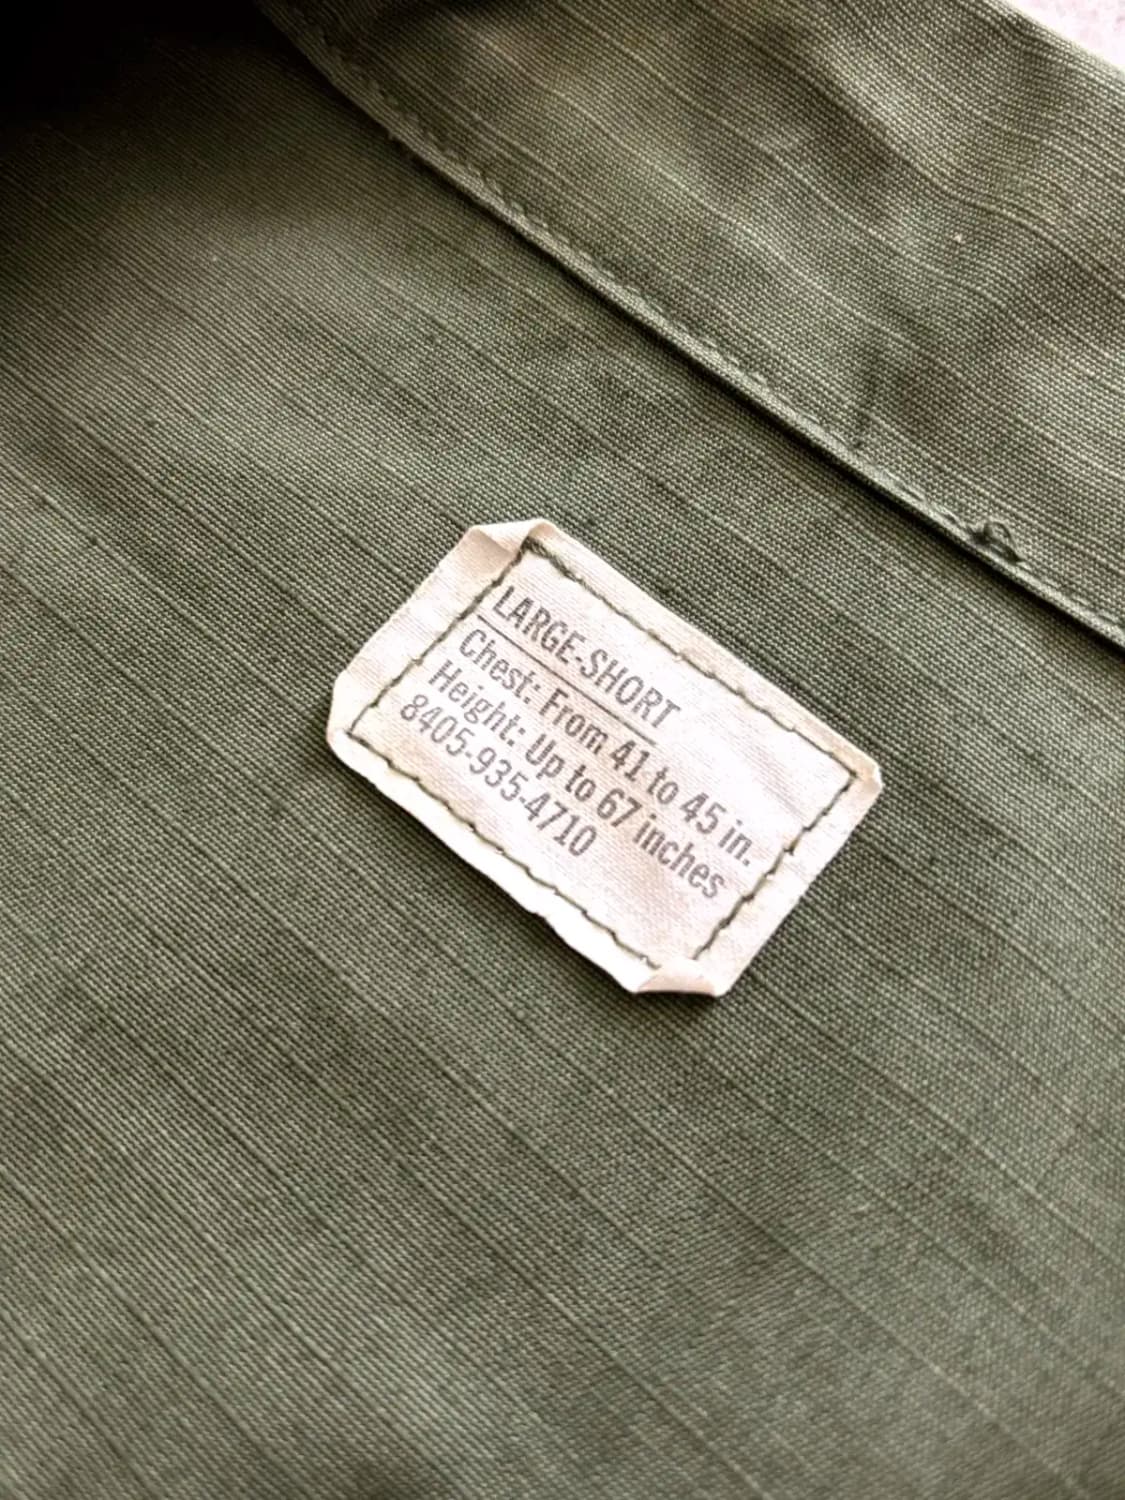 LARGE-SHORT
Chest: From 41 to 45 in.
Height: Up to 67 inches
8405-935-4710